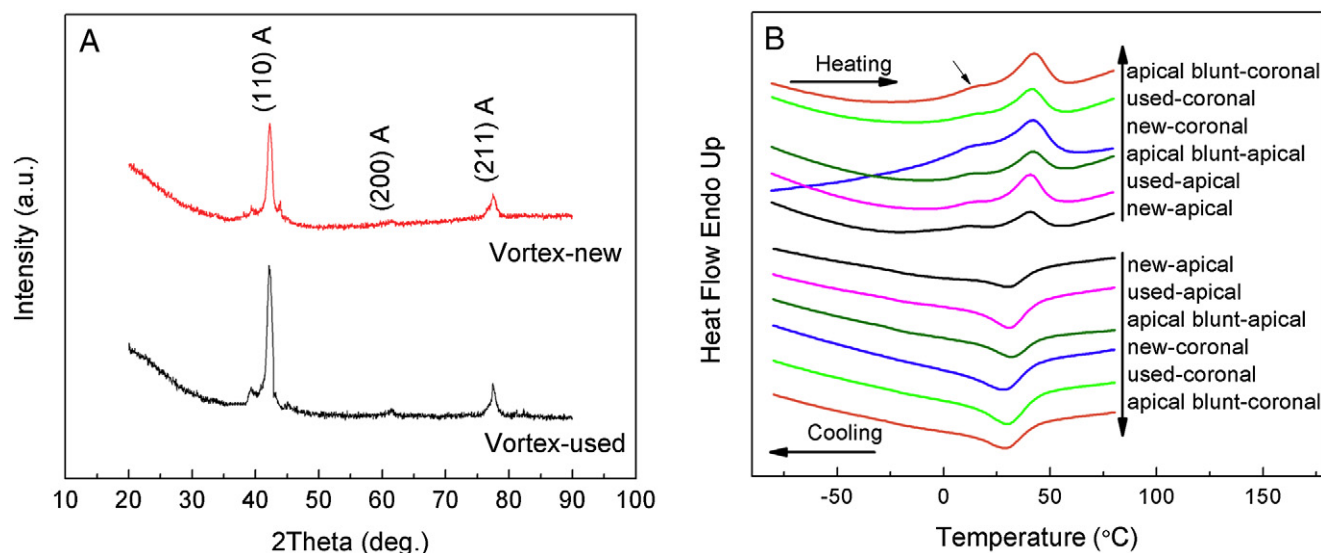 A
(110) A
(200) A
(211) A
Vortex-new
Vortex-used
Intensity (a.u.)
10 20 30 40 50 60 70 80 90 100
2Theta (deg.)
B
Heating
apical blunt-coronal
used-coronal
new-coronal
apical blunt-apical
used-apical
new-apical
new-apical
used-apical
apical blunt-apical
new-coronal
used-coronal
apical blunt-coronal
Cooling
Heat Flow Endo Up
-50 0 50 100 150
Temperature (°C)